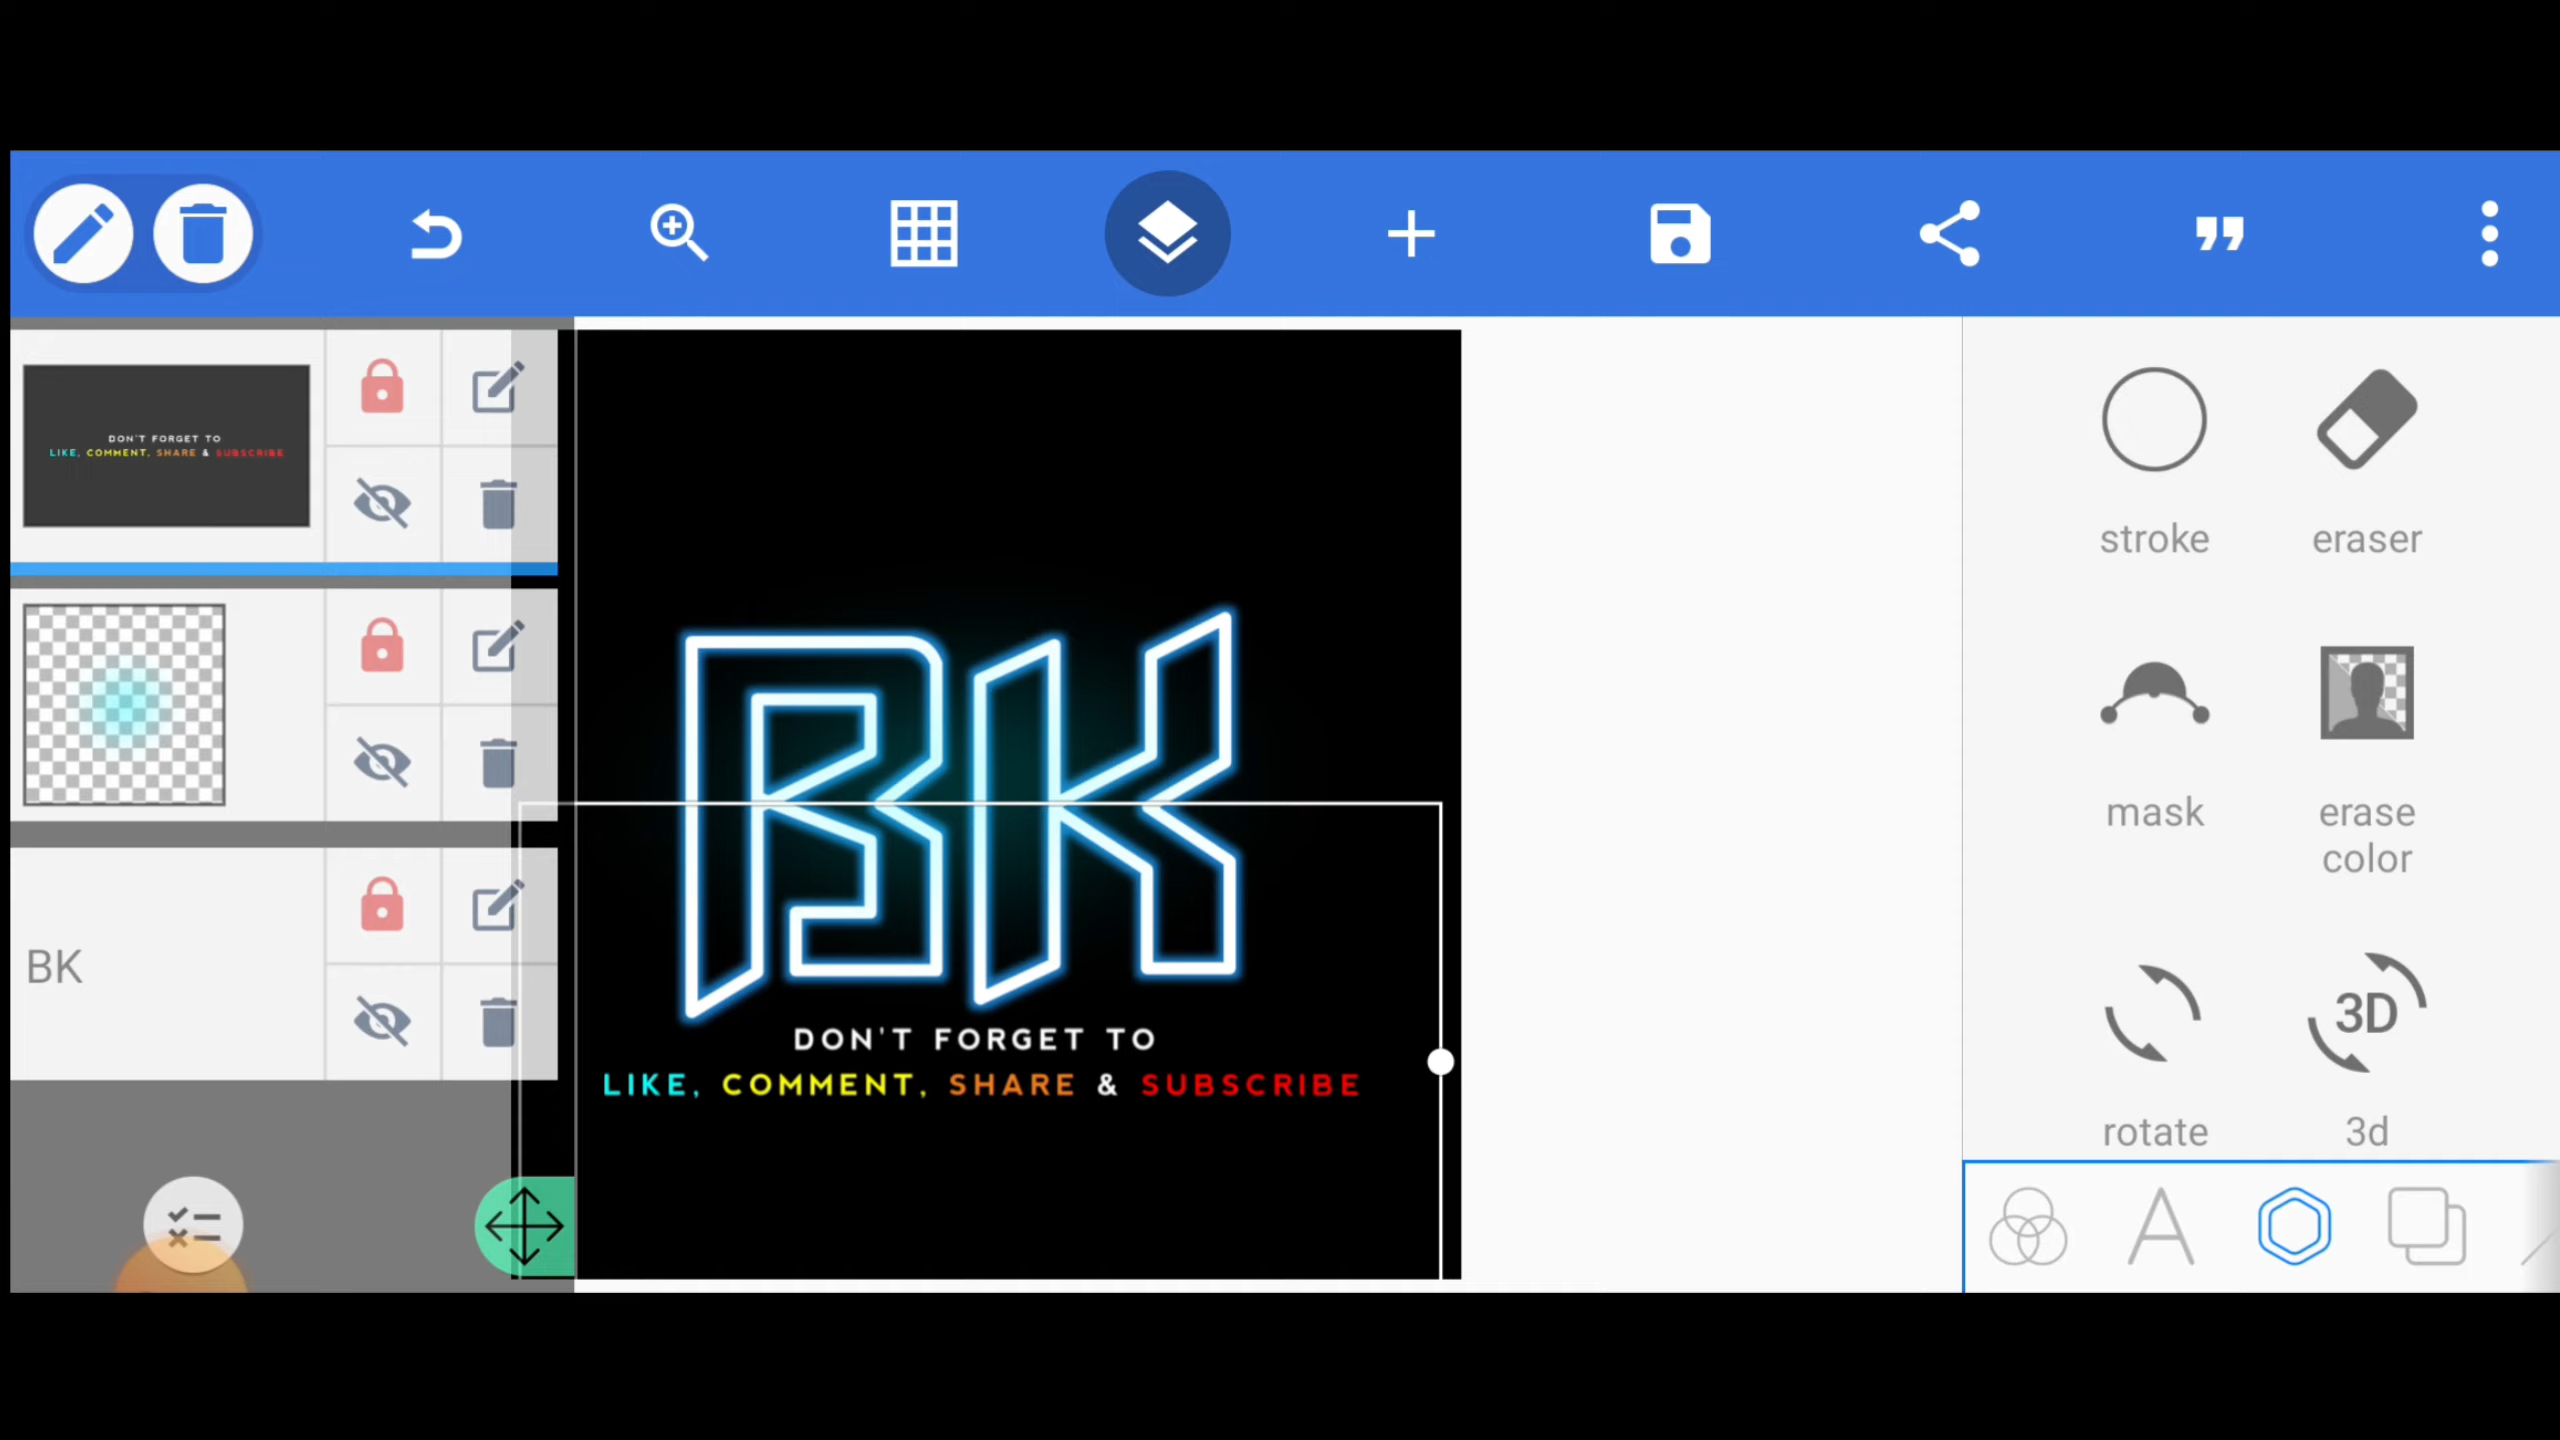 DON'T FORGET TO
LIKE, COMMENT, SHARE & SUBSCRIBE
BK
BK
DON'T FORGET TO
LIKE, COMMENT, SHARE & SUBSCRIBE
stroke
eraser
mask
erase
color
rotate
3D
3d